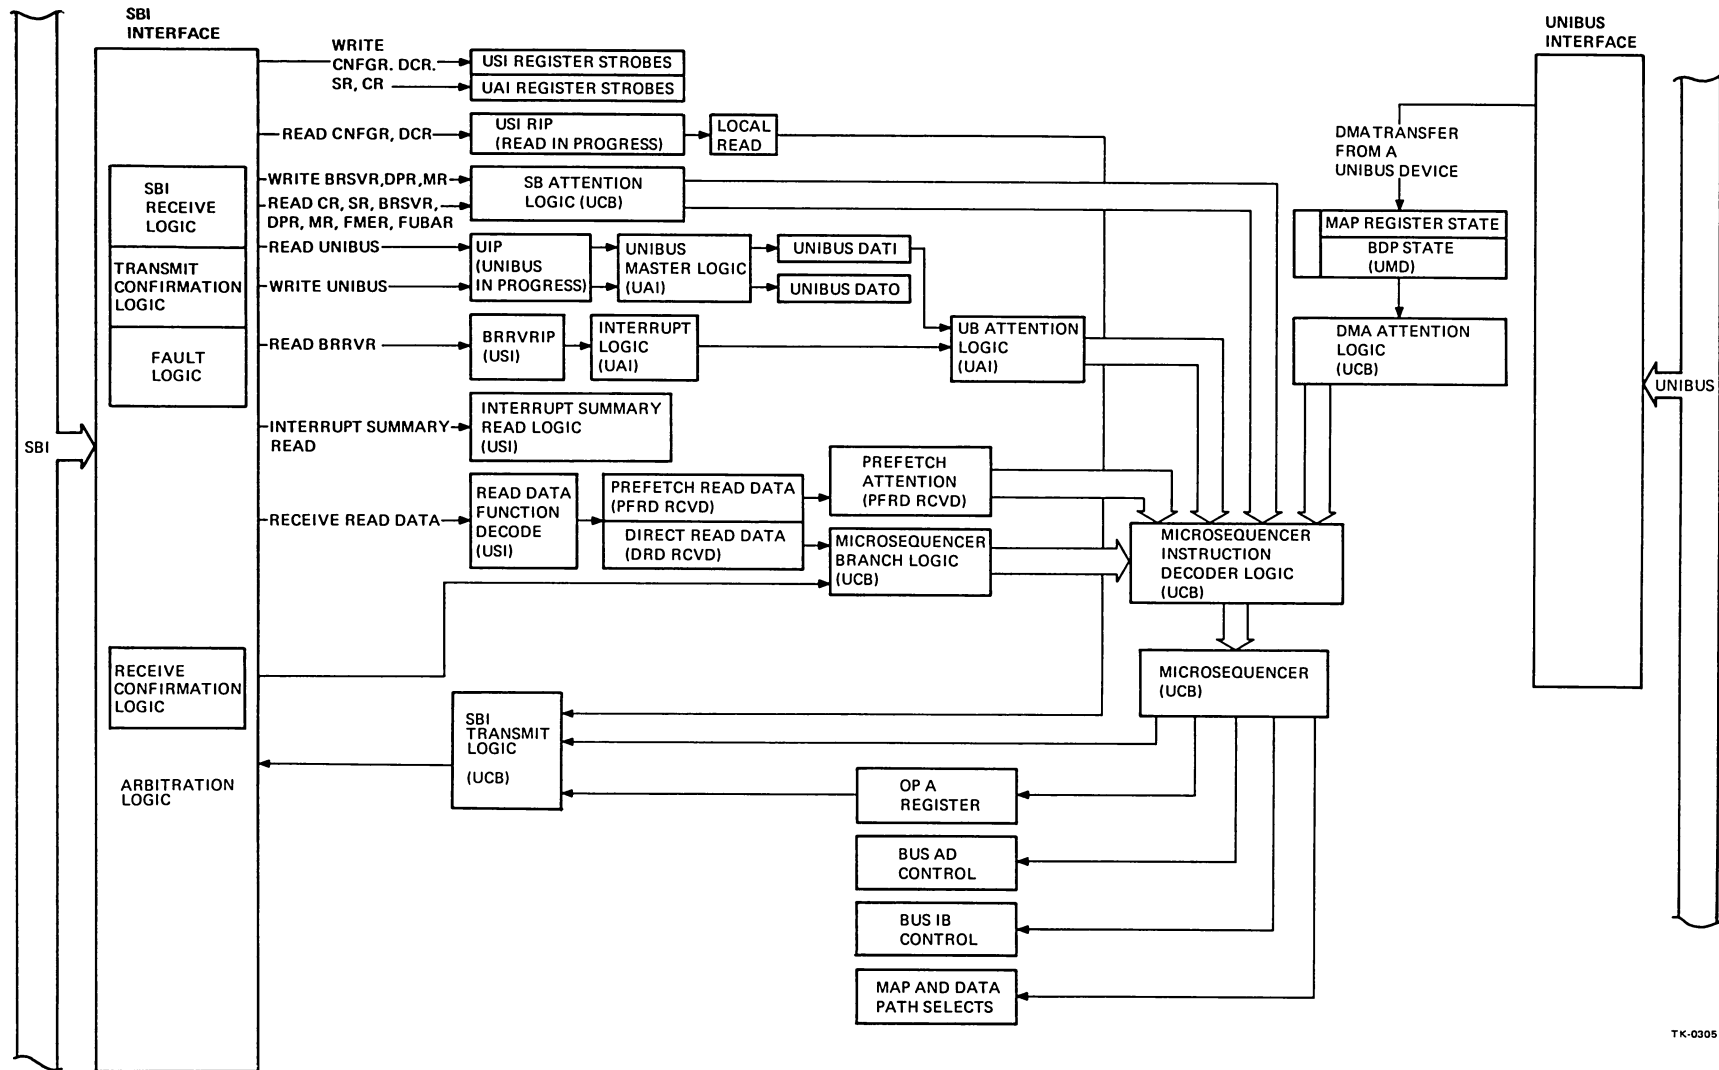 SBI
INTERFACE
UNIBUS
INTERFACE
WRITE
CNFGR. DCR.
SR, CR
USI REGISTER STROBES
UAI REGISTER STROBES
READ CNFGR, DCR
USI RIP
(READ IN PROGRESS)
LOCAL
READ
DMA TRANSFER
FROM A
UNIBUS DEVICE
SBI
RECEIVE
LOGIC
WRITE BRSVR,DPR,MR
READ CR, SR, BRSVR,
DPR, MR, FMER, FUBAR
SB ATTENTION
LOGIC (UCB)
MAP REGISTER STATE
BDP STATE
(UMD)
TRANSMIT
CONFIRMATION
LOGIC
READ UNIBUS
WRITE UNIBUS
UIP
(UNIBUS
IN PROGRESS)
UNIBUS
MASTER LOGIC
(UAI)
UNIBUS DATI
UNIBUS DATO
FAULT
LOGIC
READ BRRVR
BRRVRIP
(USI)
INTERRUPT
LOGIC
(UAI)
UB ATTENTION
LOGIC
(UAI)
DMA ATTENTION
LOGIC
(UCB)
UNIBUS
SBI
INTERRUPT SUMMARY
READ
INTERRUPT SUMMARY
READ LOGIC
(USI)
RECEIVE READ DATA
READ DATA
FUNCTION
DECODE
(USI)
PREFETCH READ DATA
(PFRD RCVD)
DIRECT READ DATA
(DRD RCVD)
PREFETCH
ATTENTION
(PFRD RCVD)
MICROSEQUENCER
BRANCH LOGIC
(UCB)
MICROSEQUENCER
INSTRUCTION
DECODER LOGIC
(UCB)
RECEIVE
CONFIRMATION
LOGIC
MICROSEQUENCER
(UCB)
SBI
TRANSMIT
LOGIC
(UCB)
ARBITRATION
LOGIC
OP A
REGISTER
BUS AD
CONTROL
BUS IB
CONTROL
MAP AND DATA
PATH SELECTS
TK-0305